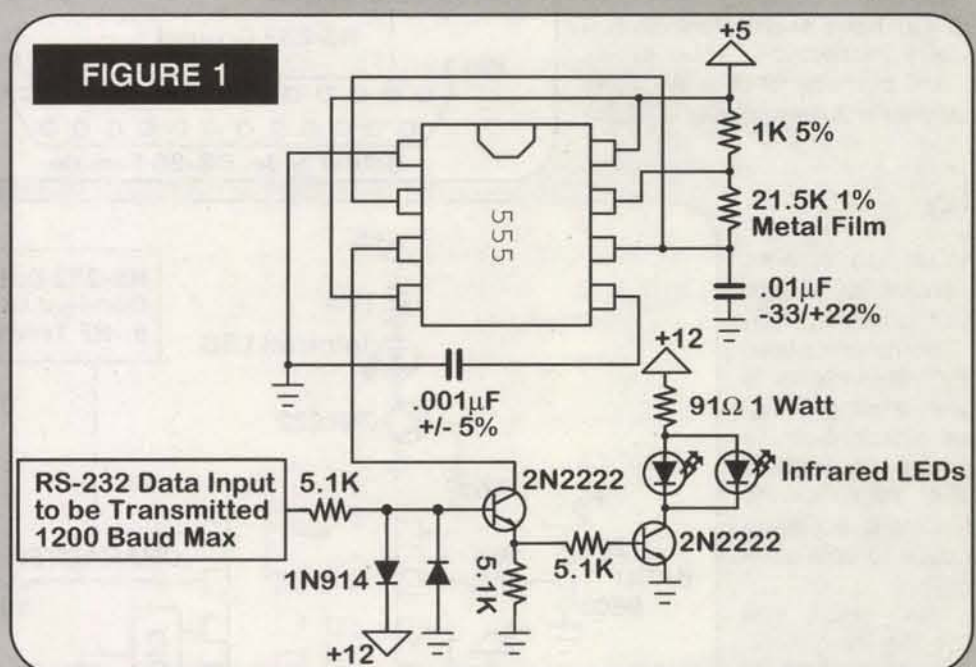 FIGURE 1
+5
1K 5%
21.5K 1%
Metal Film
555
.01µF
-33/+22%
+12
.001µF
+/- 5%
91Ω 1 Watt
RS-232 Data Input
to be Transmitted
1200 Baud Max
5.1K
2N2222
Infrared LEDs
1N914
5.1K
5.1K
2N2222
+12